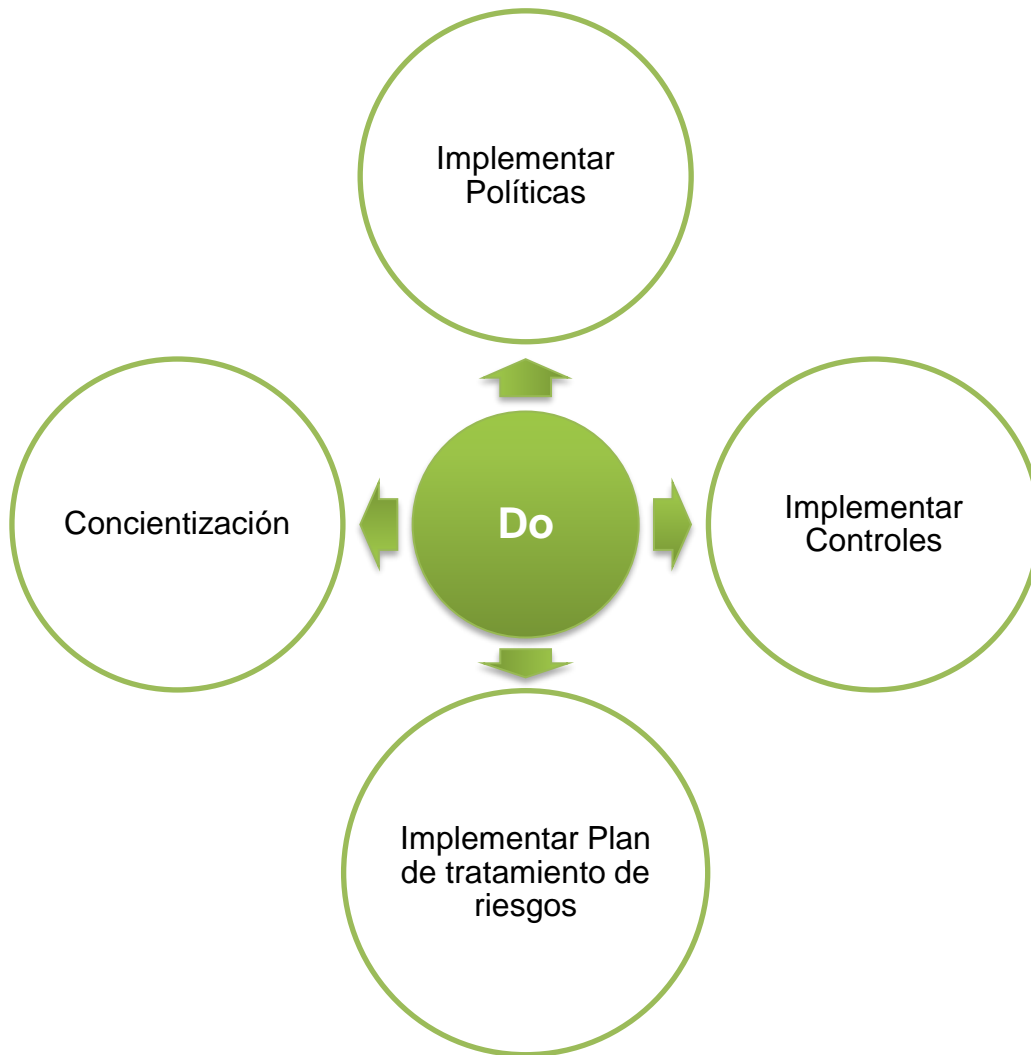 Implementar
Políticas
Concientización
Do
Implementar
Controles
Implementar Plan
de tratamiento de
riesgos